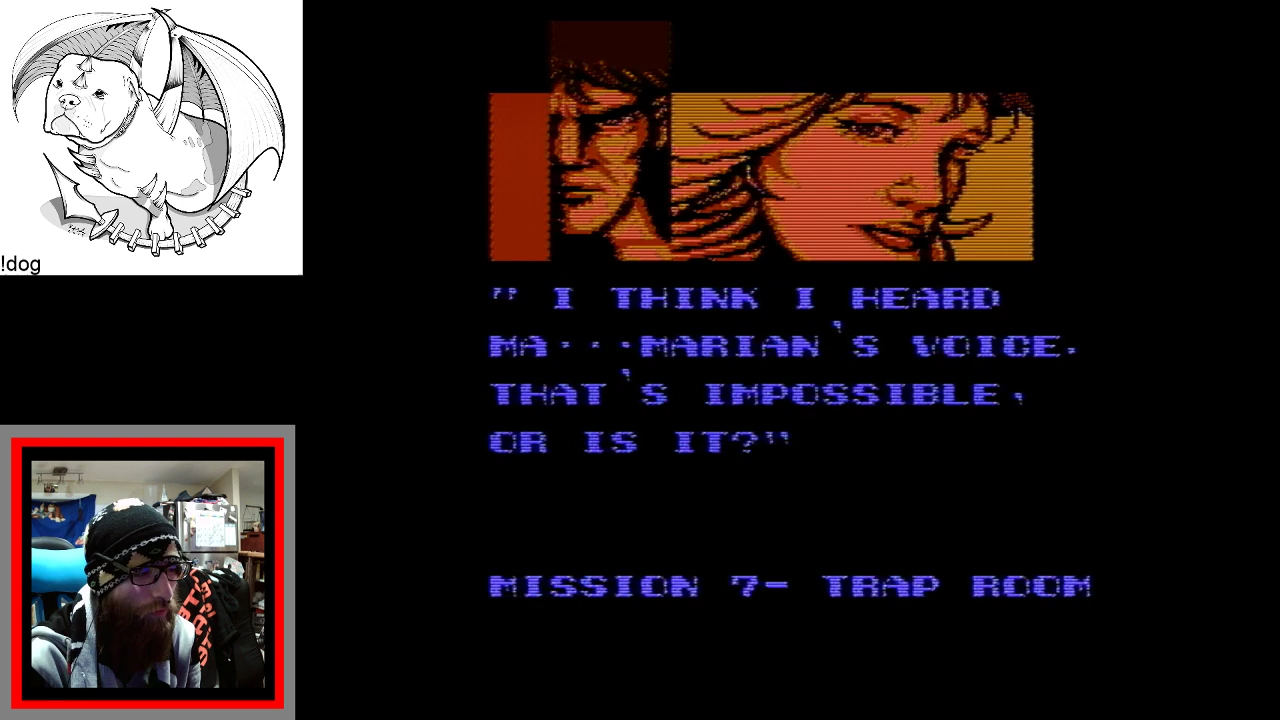 !dog
" I THINK I HEARD
MA...MARIAN'S VOICE.
THAT'S IMPOSSIBLE,
OR IS IT?"
MISSION 7- TRAP ROOM